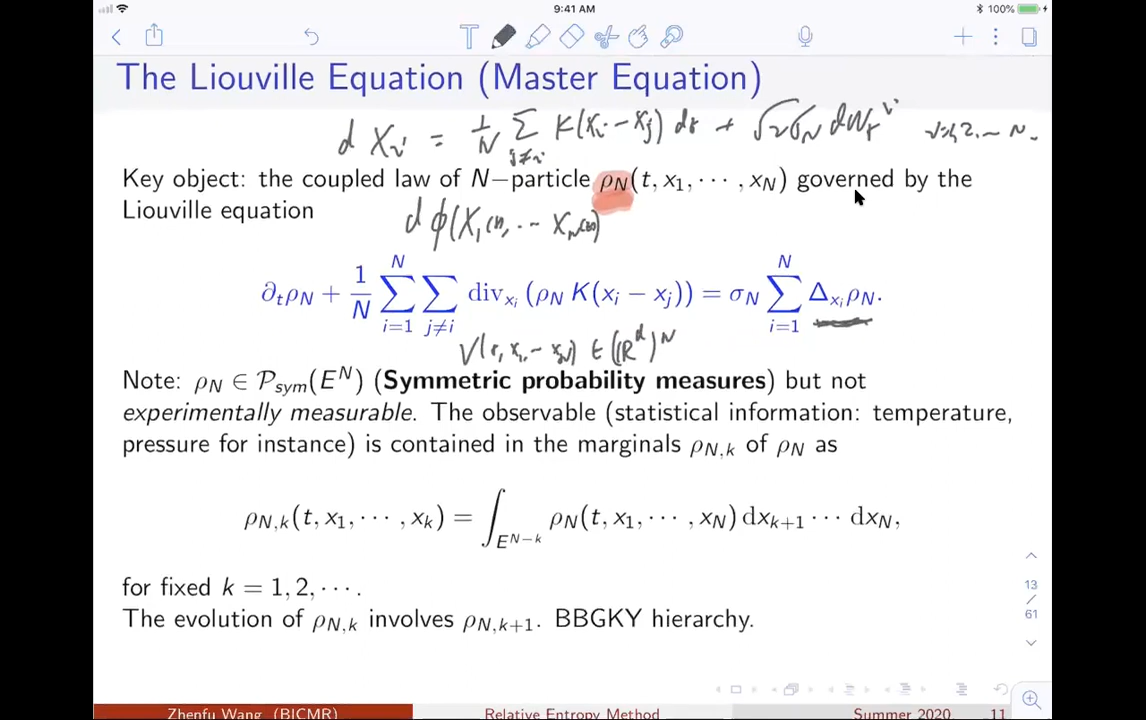 9:41 AM
100%
The Liouville Equation (Master Equation)
d X_i = 1/N Σ_{j≠i} K(X_i − X_j) dt + √2σ_N dW_t^i   i=1,2,… N.
Key object: the coupled law of N−particle ρ_N(t, x_1, ⋯ , x_N) governed by the
Liouville equation
d ϕ(X_1(t), ⋯ X_N(t))
∂_t ρ_N + 1/N Σ_{i=1}^{N} Σ_{j≠i} div_{x_i} (ρ_N K(x_i − x_j)) = σ_N Σ_{i=1}^{N} Δ_{x_i} ρ_N.
V(t, x_1, ⋯ x_N) ∈ (ℝ^d)^N
Note: ρ_N ∈ 𝒫_sym(E^N) (Symmetric probability measures) but not
experimentally measurable. The observable (statistical information: temperature,
pressure for instance) is contained in the marginals ρ_{N,k} of ρ_N as
ρ_{N,k}(t, x_1, ⋯ , x_k) = ∫_{E^{N−k}} ρ_N(t, x_1, ⋯ , x_N) dx_{k+1} ⋯ dx_N,
for fixed k = 1, 2, ⋯ .
The evolution of ρ_{N,k} involves ρ_{N,k+1}. BBGKY hierarchy.
13
/
61
Zhenfu Wang (BICMR) Relative Entropy Method Summer 2020 11